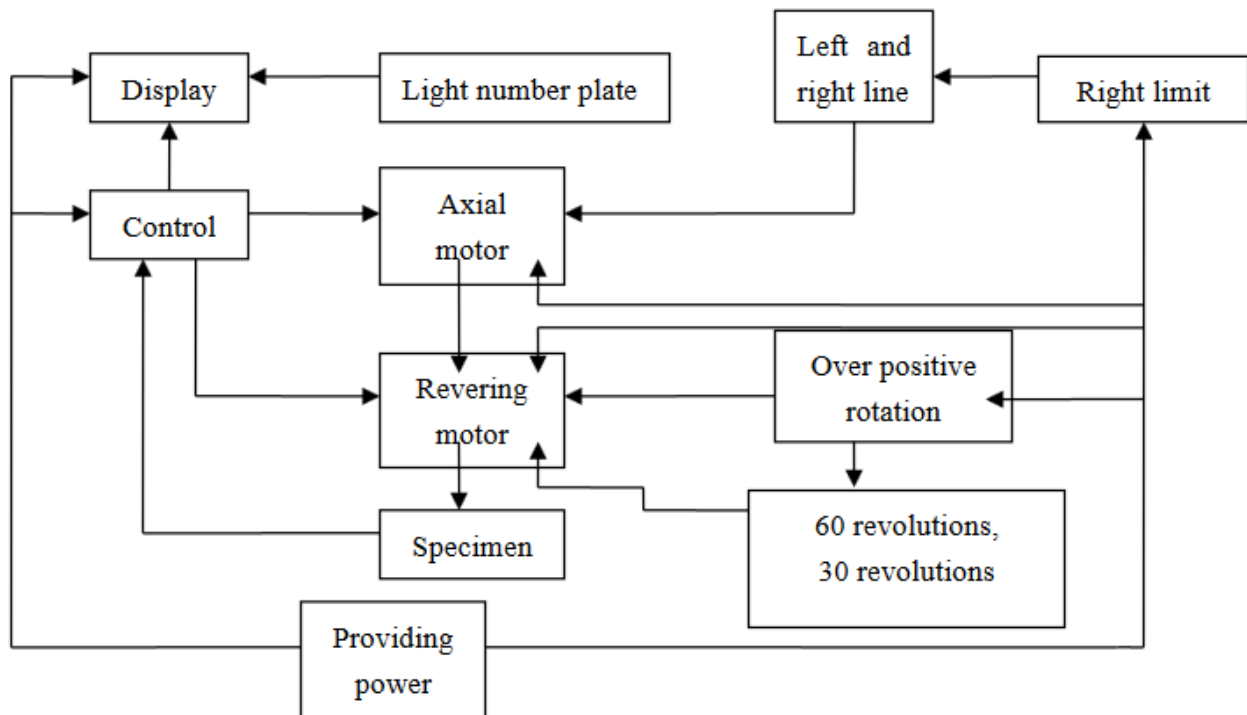 Left and
right line
Display
Light number plate
Right limit
Control
Axial
motor
Over positive
rotation
Revering
motor
60 revolutions,
30 revolutions
Specimen
Providing
power